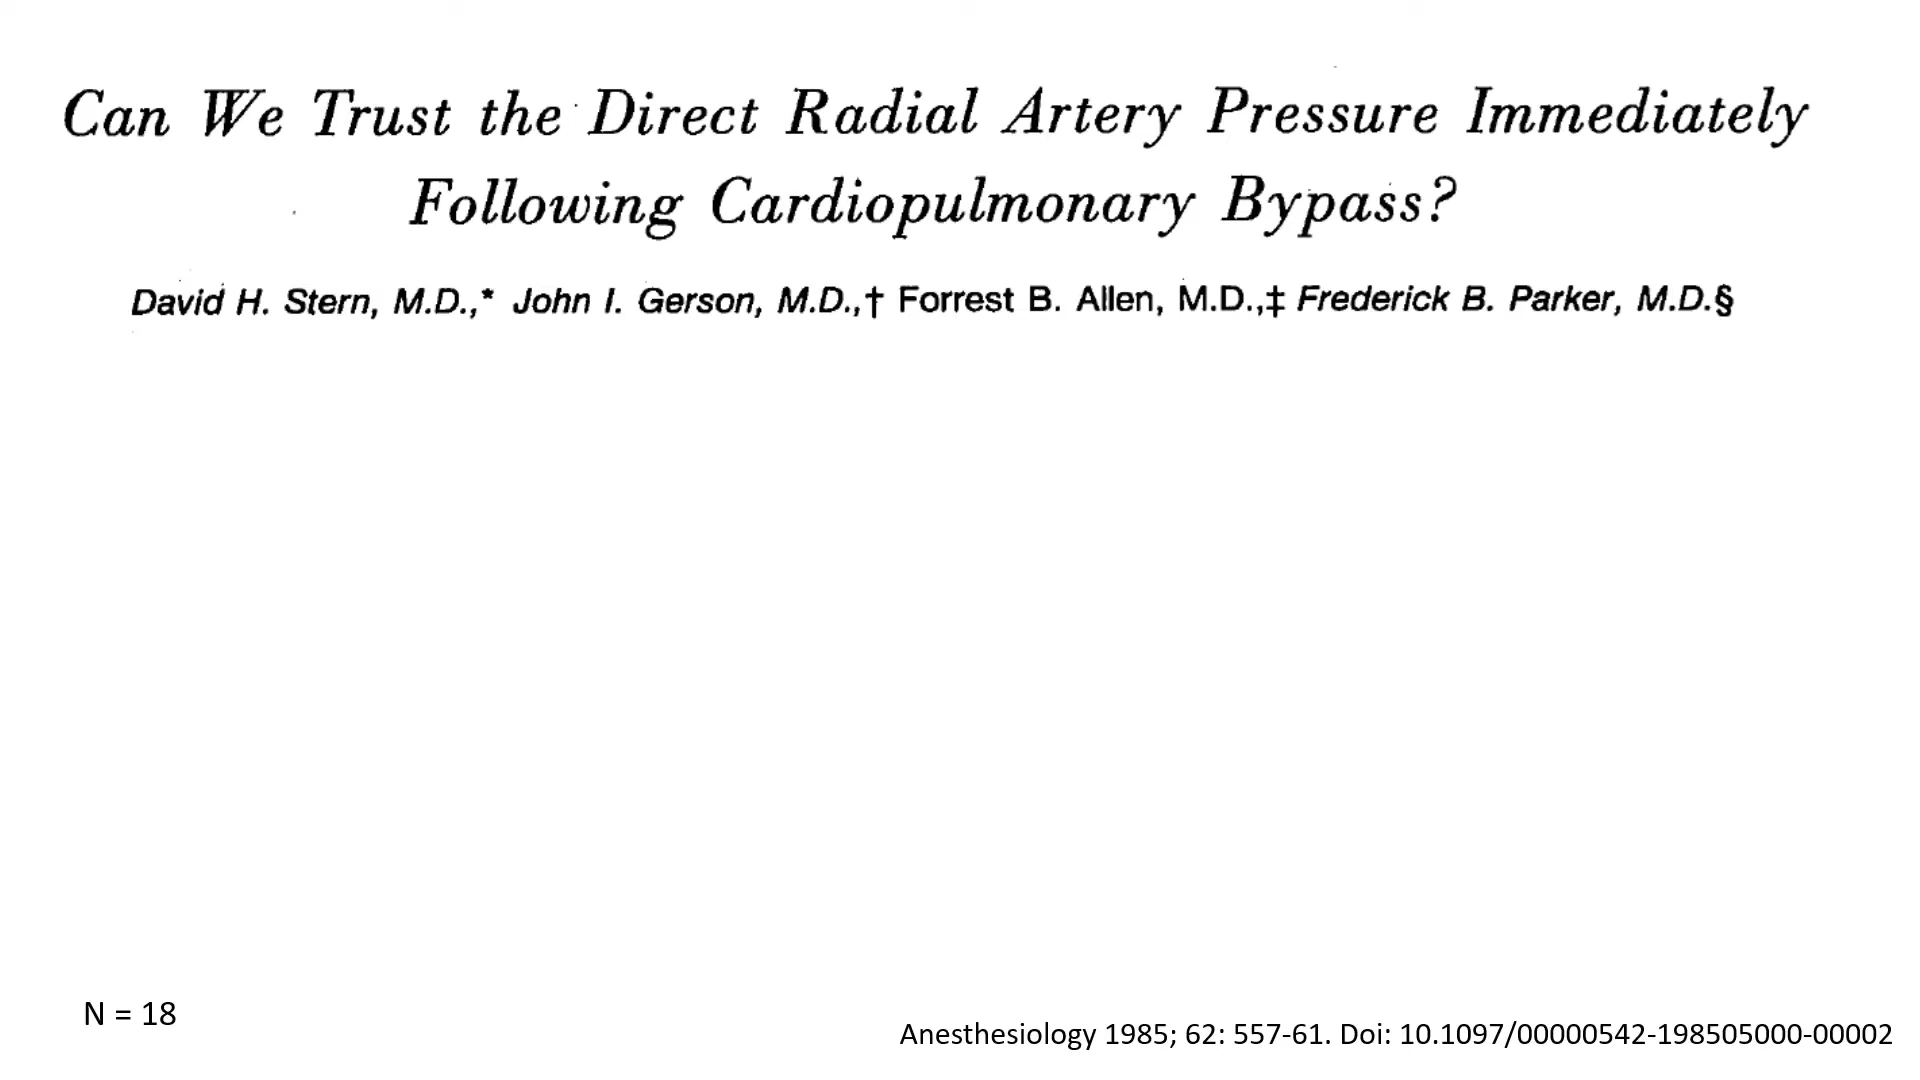 Can We Trust the Direct Radial Artery Pressure Immediately
Following Cardiopulmonary Bypass?
David H. Stern, M.D.,* John I. Gerson, M.D.,† Forrest B. Allen, M.D.,‡ Frederick B. Parker, M.D.§
N = 18
Anesthesiology 1985; 62: 557-61. Doi: 10.1097/00000542-198505000-00002